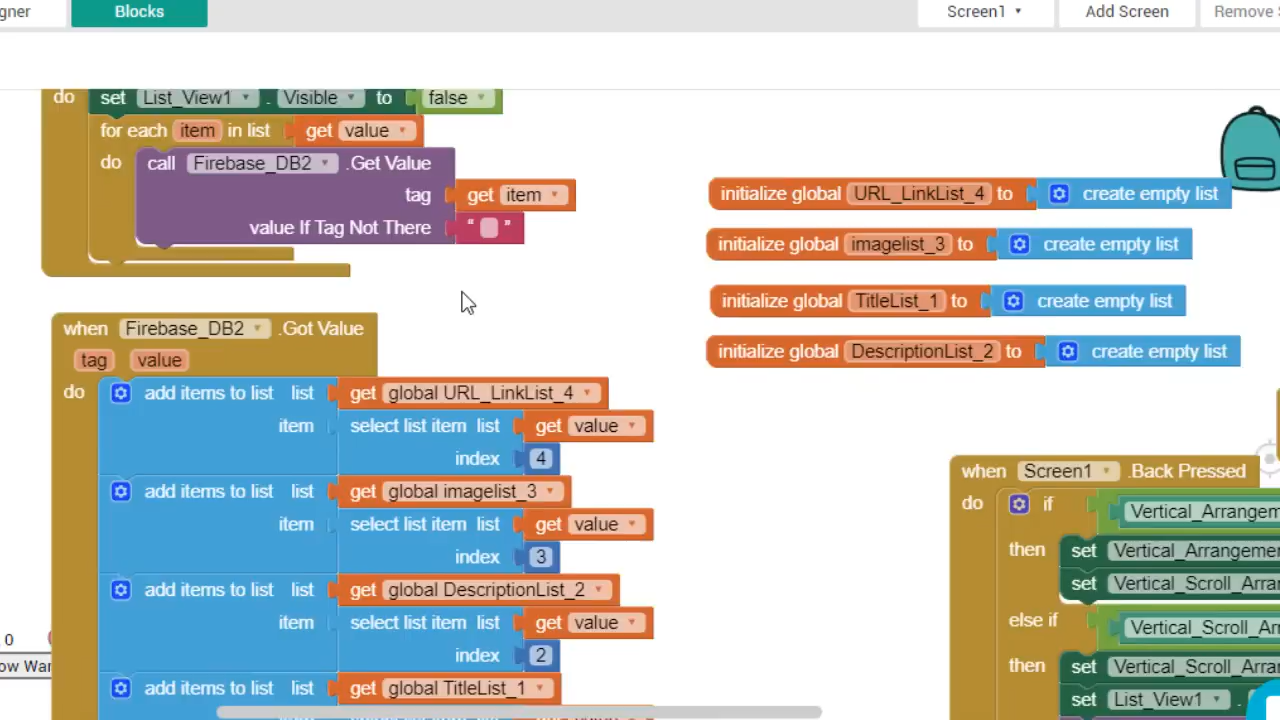 gner
Blocks
Screen1
Add Screen
Remove
do set List_View1 . Visible to false
for each item in list get value
do call Firebase_DB2 .Get Value
tag get item
value If Tag Not There " "
initialize global URL_LinkList_4 to create empty list
initialize global imagelist_3 to create empty list
initialize global TitleList_1 to create empty list
initialize global DescriptionList_2 to create empty list
when Firebase_DB2 .Got Value
tag value
do add items to list list get global URL_LinkList_4
item select list item list get value
index 4
add items to list list get global imagelist_3
item select list item list get value
index 3
add items to list list get global DescriptionList_2
item select list item list get value
index 2
add items to list list get global TitleList_1
when Screen1 .Back Pressed
do if Vertical_Arrangem
then set Vertical_Arrangemer
set Vertical_Scroll_Arra
else if Vertical_Scroll_Arr
then set Vertical_Scroll_Arra
set List_View1 .
0
ow War